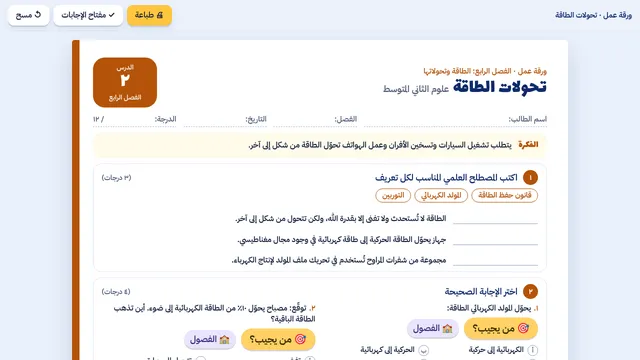 ورقة عمل · تحولات الطاقة
🖨 طباعة
✓ مفتاح الإجابات
↺ مسح
ورقة عمل · الفصل الرابع: الطاقة وتحولاتها
تحولات الطاقة علوم الثاني المتوسط
الدرس
٢
الفصل الرابع
اسم الطالب:
الفصل:
التاريخ:
الدرجة: / ١٢
الفكرة يتطلب تشغيل السيارات وتسخين الأفران وعمل الهواتف تحوّل الطاقة من شكل إلى آخر.
١ اكتب المصطلح العلمي المناسب لكل تعريف (٣ درجات)
قانون حفظ الطاقة
المولد الكهربائي
التوربين
الطاقة لا تُستحدث ولا تفنى إلا بقدرة الله، ولكن تتحول من شكل إلى آخر.
جهاز يحوّل الطاقة الحركية إلى طاقة كهربائية في وجود مجال مغناطيسي.
مجموعة من شفرات المراوح تُستخدم في تحريك ملف المولد لإنتاج الكهرباء.
٢ اختر الإجابة الصحيحة (٤ درجات)
١. يحوّل المولد الكهربائي الطاقة:
🎯 من يجيب؟ 🏫 الفصول
أ الكهربائية إلى حركية
ب الحركية إلى كهربائية
٢. توقّع: مصباح يحوّل ١٠٪ من الطاقة الكهربائية إلى ضوء. أين تذهب
الطاقة الباقية؟
🎯 من يجيب؟ 🏫 الفصول